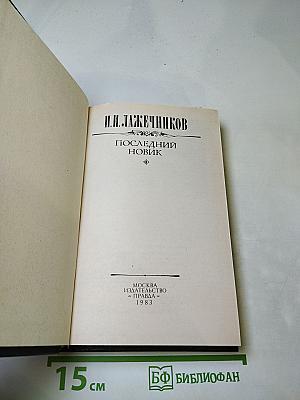 И.И.ЛАЖЕЧНИКОВ
ПОСЛЕДНИЙ
НОВИК
МОСКВА
ИЗДАТЕЛЬСТВО
«ПРАВДА»
1983
15 см
БФ БИБЛИОФАН